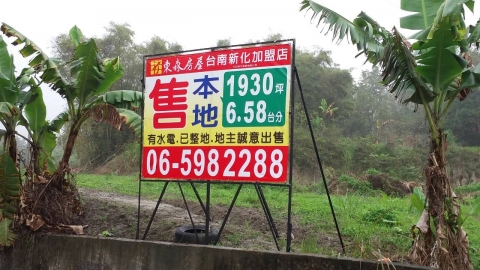 東森房屋 台南新化加盟店
售 本地 1930坪
6.58台分
有水電.已整地.地主誠意出售
06-5982288